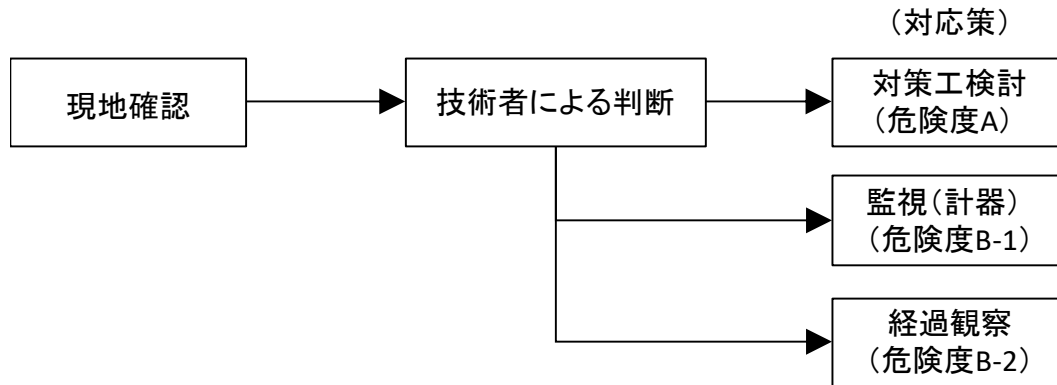 （対応策）
現地確認
技術者による判断
対策工検討
（危険度A）
監視（計器）
（危険度B-1）
経過観察
（危険度B-2）